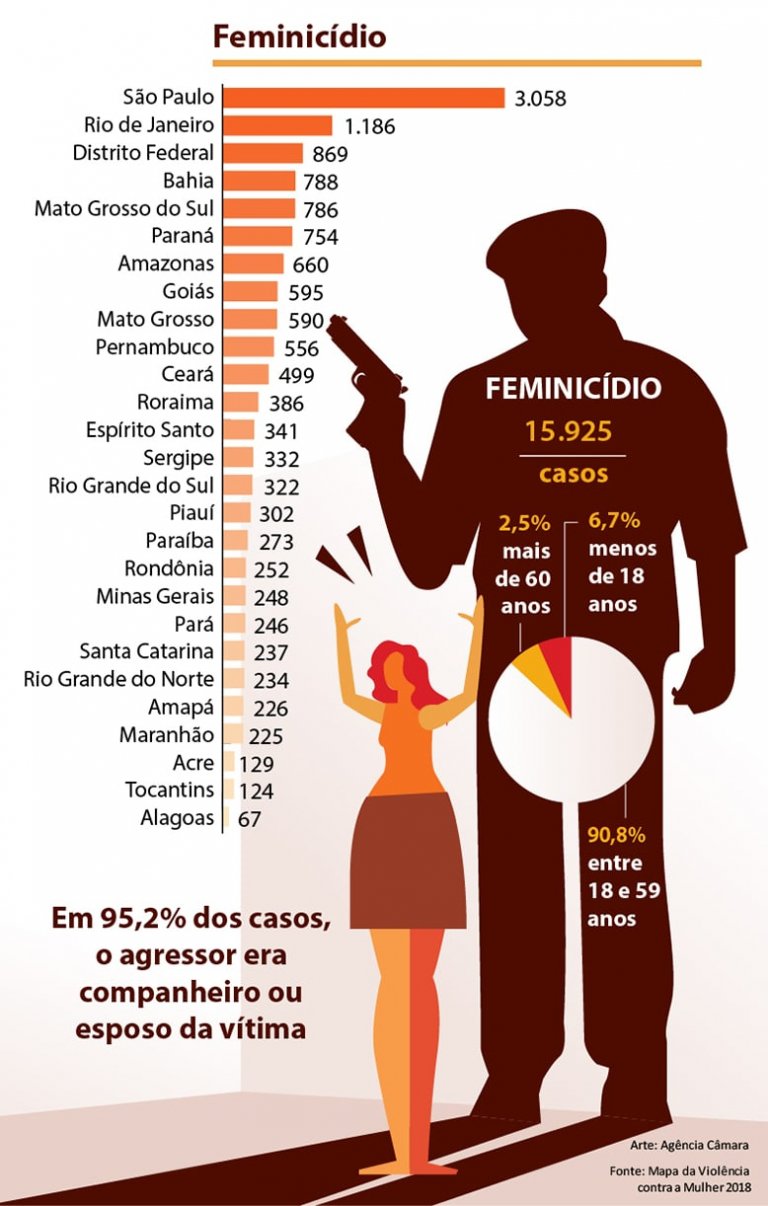 Feminicídio
São Paulo 3.058
Rio de Janeiro 1.186
Distrito Federal 869
Bahia 788
Mato Grosso do Sul 786
Paraná 754
Amazonas 660
Goiás 595
Mato Grosso 590
Pernambuco 556
Ceará 499
Roraima 386
Espírito Santo 341
Sergipe 332
Rio Grande do Sul 322
Piauí 302
Paraíba 273
Rondônia 252
Minas Gerais 248
Pará 246
Santa Catarina 237
Rio Grande do Norte 234
Amapá 226
Maranhão 225
Acre 129
Tocantins 124
Alagoas 67
FEMINICÍDIO
15.925
casos
2,5%
mais
de 60
anos
6,7%
menos
de 18
anos
90,8%
entre
18 e 59
anos
Em 95,2% dos casos,
o agressor era
companheiro ou
esposo da vítima
Arte: Agência Câmara
Fonte: Mapa da Violência
contra a Mulher 2018